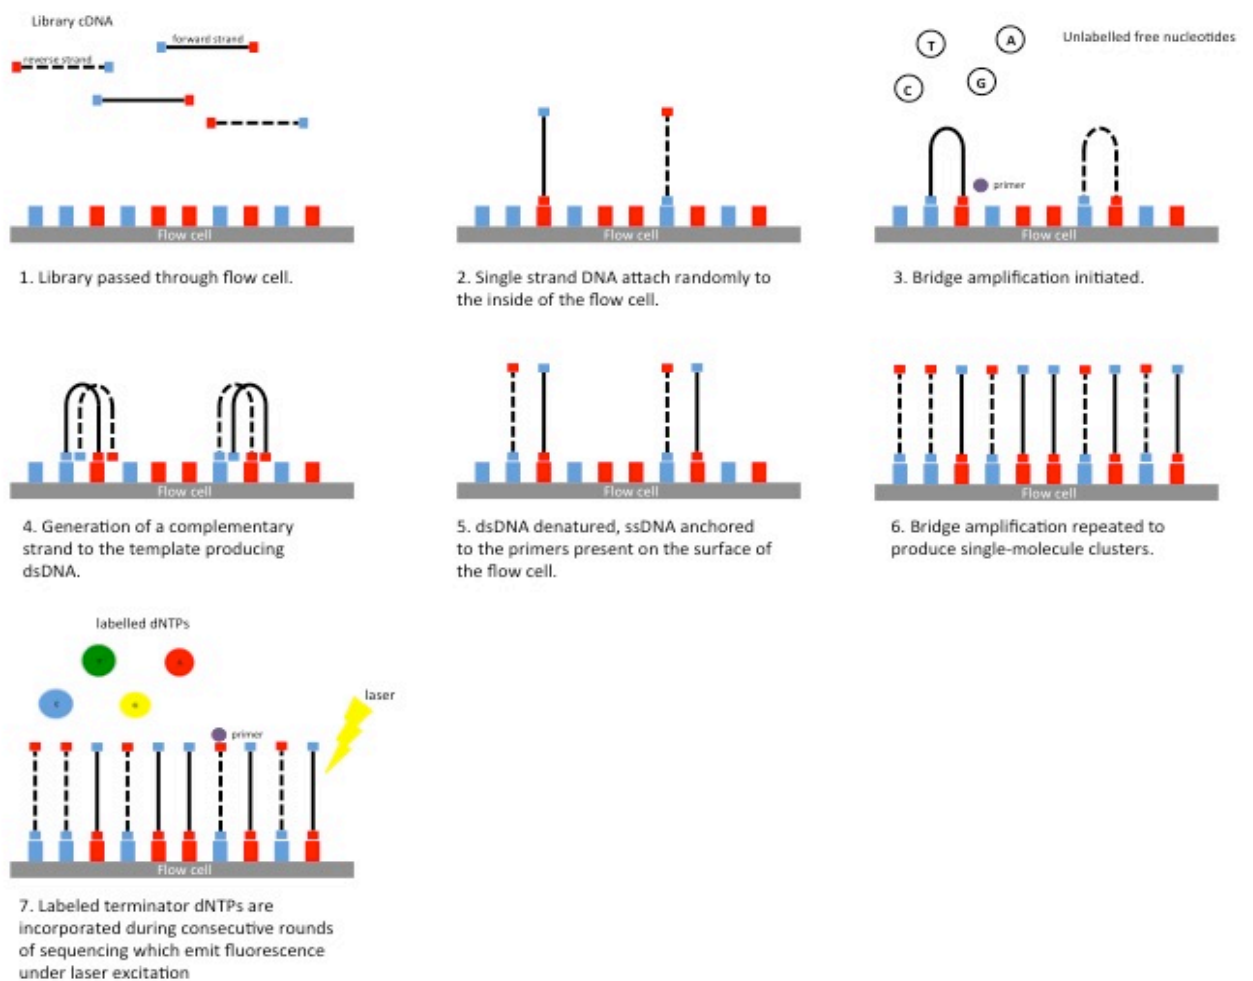 Library cDNA
forward strand
reverse strand
Flow cell
1. Library passed through flow cell.
Flow cell
2. Single strand DNA attach randomly to
the inside of the flow cell.
Unlabelled free nucleotides
T
A
C
G
primer
Flow cell
3. Bridge amplification initiated.
Flow cell
4. Generation of a complementary
strand to the template producing
dsDNA.
Flow cell
5. dsDNA denatured, ssDNA anchored
to the primers present on the surface of
the flow cell.
Flow cell
6. Bridge amplification repeated to
produce single-molecule clusters.
labelled dNTPs
laser
primer
Flow cell
7. Labeled terminator dNTPs are
incorporated during consecutive rounds
of sequencing which emit fluorescence
under laser excitation